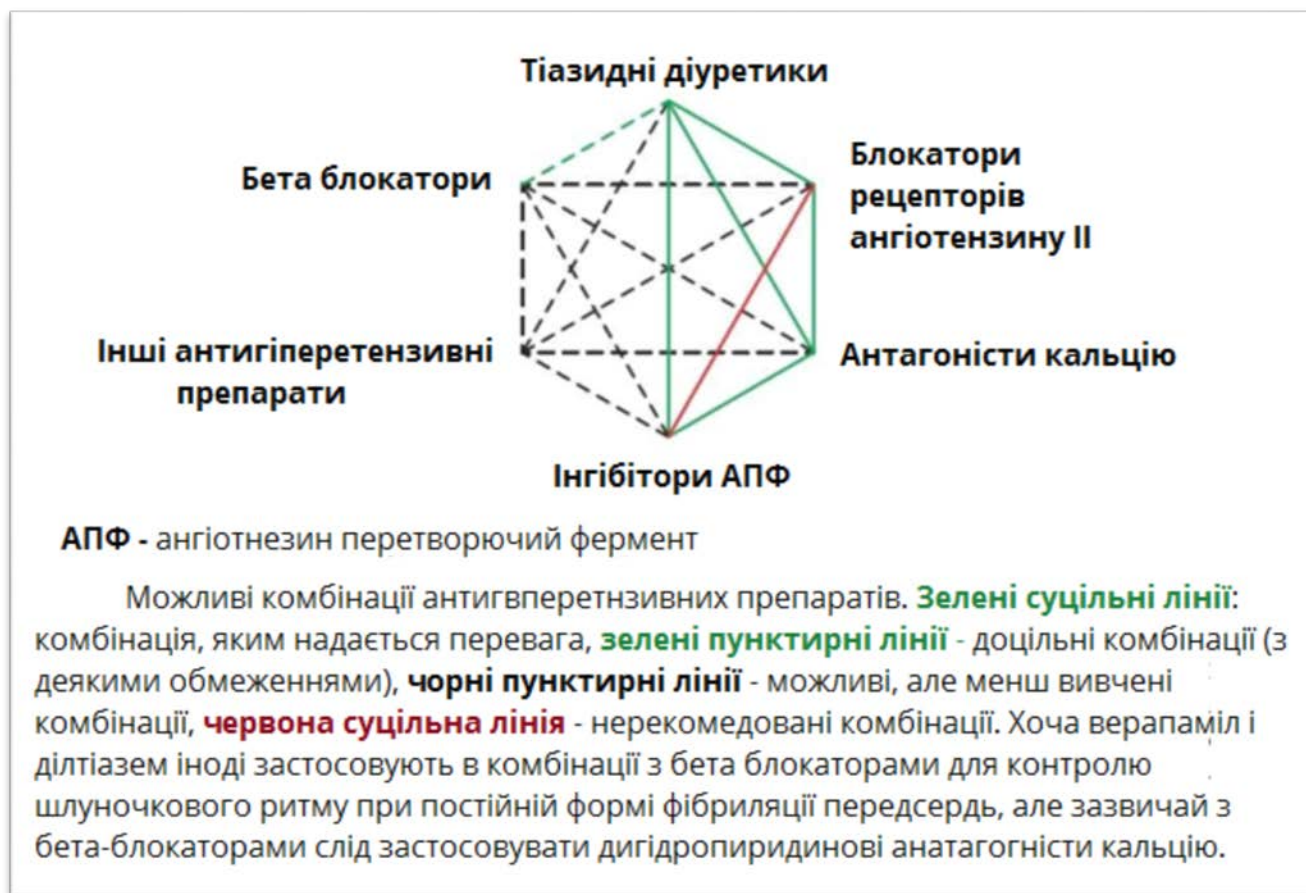 Тіазидні діуретики
Бета блокатори
Блокатори
рецепторів
ангіотензину II
Інші антигіперетензивні
препарати
Антагоністи кальцію
Інгібітори АПФ
АПФ - ангіотнезин перетворючий фермент
Можливі комбінації антигвперетнзивних препаратів. Зелені суцільні лінії:
комбінація, яким надається перевага, зелені пунктирні лінії - доцільні комбінації (з
деякими обмеженнями), чорні пунктирні лінії - можливі, але менш вивчені
комбінації, червона суцільна лінія - нерекомедовані комбінації. Хоча верапаміл і
ділтіазем іноді застосовують в комбінації з бета блокаторами для контролю
шлуночкового ритму при постійній формі фібриляції передсердь, але зазвичай з
бета-блокаторами слід застосовувати дигідропиридинові анатагогністи кальцію.